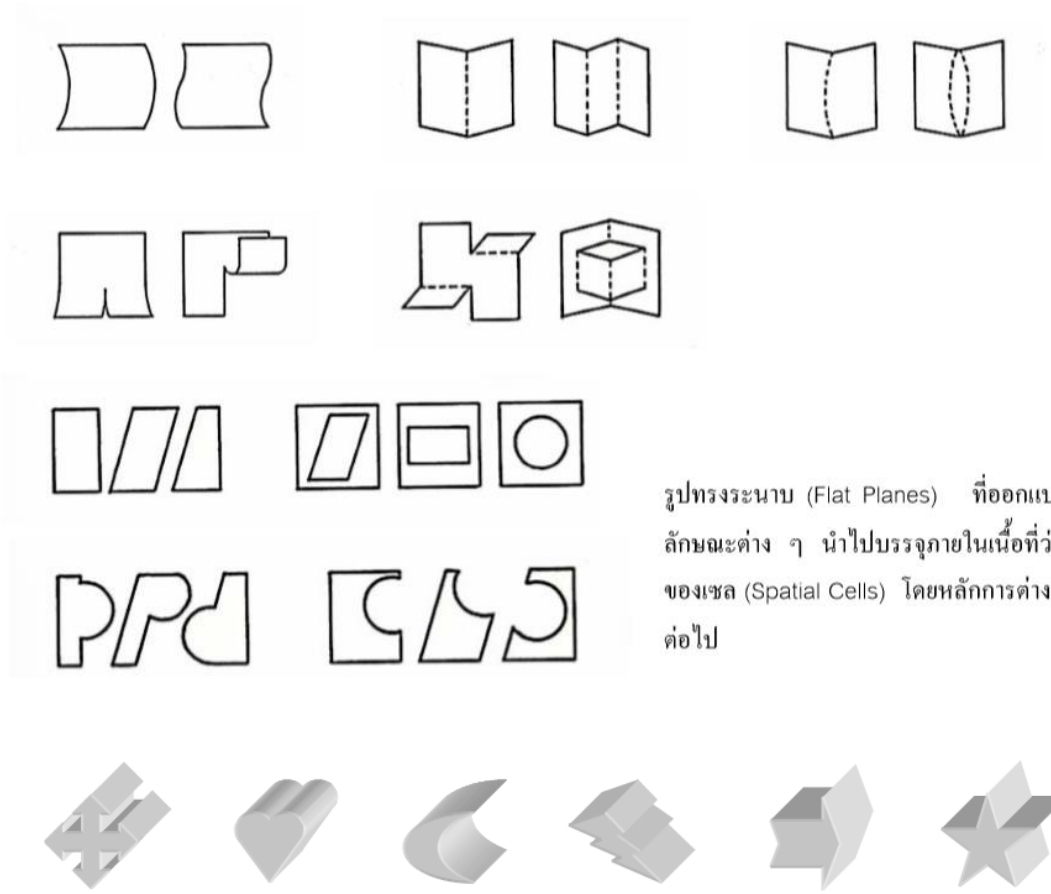 รูปทรงระนาบ (Flat Planes) ที่ออกแบ
ลักษณะต่าง ๆ นำไปบรรจุภายในเนื้อที่ว่
ของเซล (Spatial Cells) โดยหลักการต่าง
ต่อไป